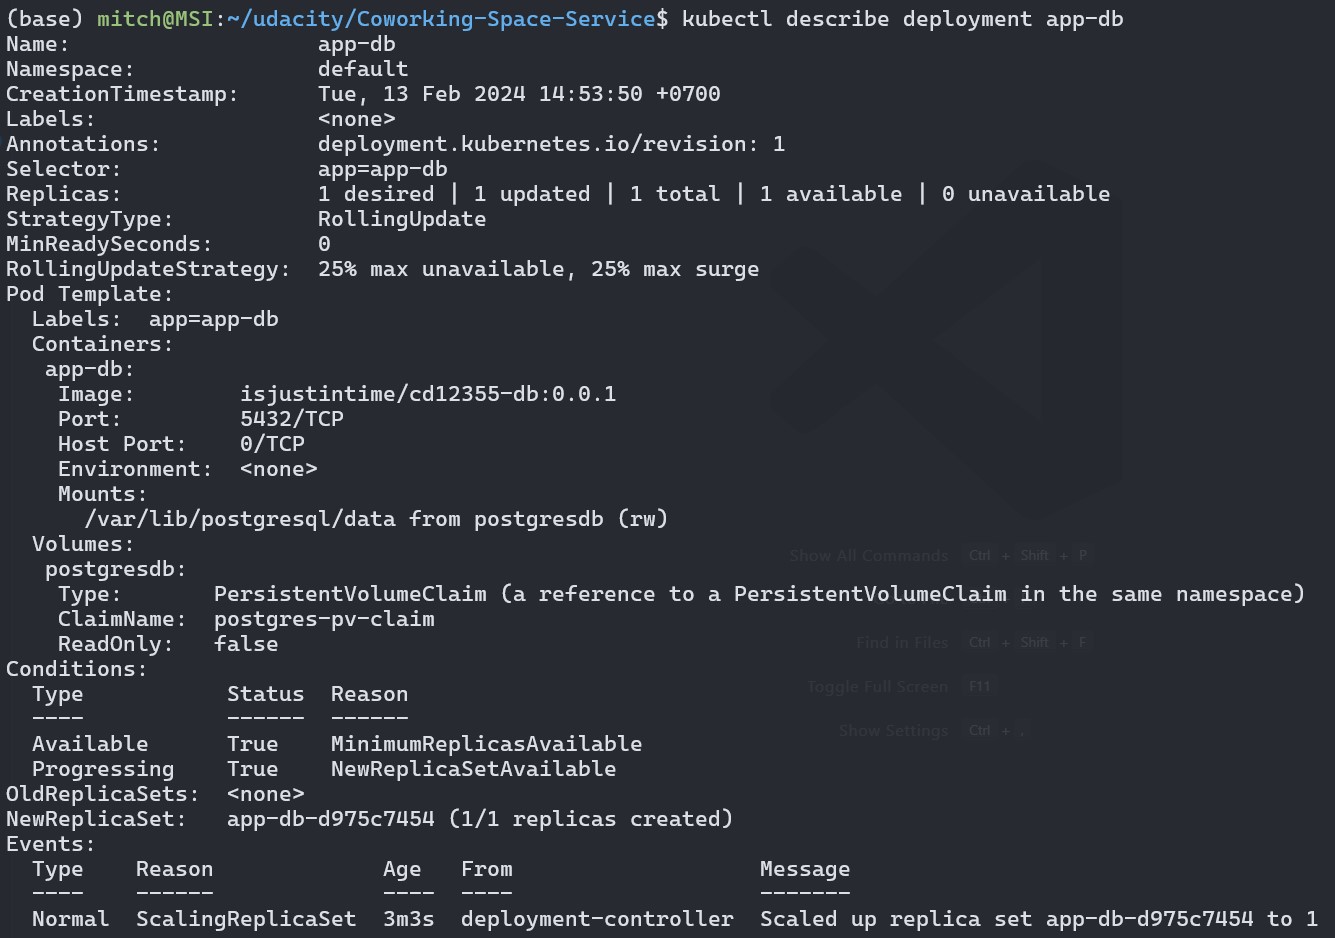 (base) mitch@MSI:~/udacity/Coworking-Space-Service$ kubectl describe deployment app-db
Name:                   app-db
Namespace:              default
CreationTimestamp:      Tue, 13 Feb 2024 14:53:50 +0700
Labels:                 <none>
Annotations:            deployment.kubernetes.io/revision: 1
Selector:               app=app-db
Replicas:               1 desired | 1 updated | 1 total | 1 available | 0 unavailable
StrategyType:           RollingUpdate
MinReadySeconds:        0
RollingUpdateStrategy:  25% max unavailable, 25% max surge
Pod Template:
  Labels:  app=app-db
  Containers:
   app-db:
    Image:        isjustintime/cd12355-db:0.0.1
    Port:         5432/TCP
    Host Port:    0/TCP
    Environment:  <none>
    Mounts:
      /var/lib/postgresql/data from postgresdb (rw)
  Volumes:
   postgresdb:
    Type:       PersistentVolumeClaim (a reference to a PersistentVolumeClaim in the same namespace)
    ClaimName:  postgres-pv-claim
    ReadOnly:   false
Conditions:
  Type           Status  Reason
  ----           ------  ------
  Available      True    MinimumReplicasAvailable
  Progressing    True    NewReplicaSetAvailable
OldReplicaSets:  <none>
NewReplicaSet:   app-db-d975c7454 (1/1 replicas created)
Events:
  Type    Reason             Age   From                   Message
  ----    ------             ----  ----                   -------
  Normal  ScalingReplicaSet  3m3s  deployment-controller  Scaled up replica set app-db-d975c7454 to 1
Show All Commands Ctrl + Shift + P
Find in Files Ctrl + Shift + F
Toggle Full Screen F11
Show Settings Ctrl + ,